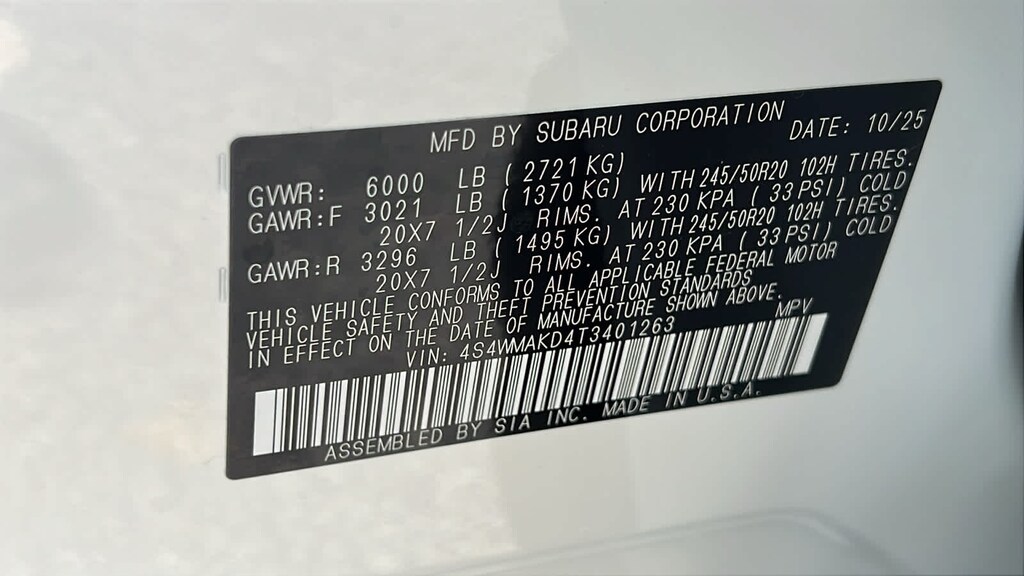 MFD BY SUBARU CORPORATION DATE: 10/25
GVWR: 6000 LB ( 2721 KG)
GAWR:F 3021 LB ( 1370 KG) WITH 245/50R20 102H TIRES.
20X7 1/2J RIMS. AT 230 KPA ( 33 PSI) COLD
GAWR:R 3296 LB ( 1495 KG) WITH 245/50R20 102H TIRES.
20X7 1/2J RIMS. AT 230 KPA ( 33 PSI) COLD
THIS VEHICLE CONFORMS TO ALL APPLICABLE FEDERAL MOTOR
VEHICLE SAFETY AND THEFT PREVENTION STANDARDS
IN EFFECT ON THE DATE OF MANUFACTURE SHOWN ABOVE.
VIN: 4S4WMAKD4T3401263 MPV
ASSEMBLED BY SIA INC. MADE IN U.S.A.